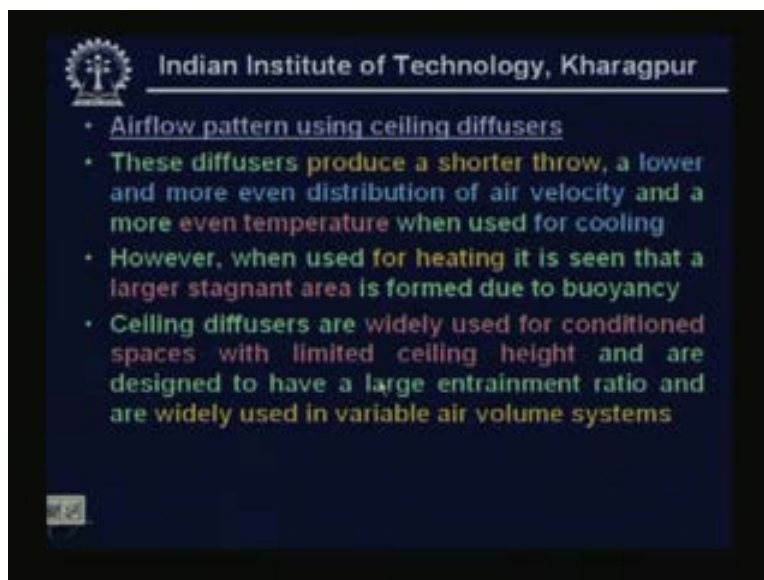 Indian Institute of Technology, Kharagpur
• Airflow pattern using ceiling diffusers
• These diffusers produce a shorter throw, a lower
and more even distribution of air velocity and a
more even temperature when used for cooling
• However, when used for heating it is seen that a
larger stagnant area is formed due to buoyancy
• Ceiling diffusers are widely used for conditioned
spaces with limited ceiling height and are
designed to have a large entrainment ratio and
are widely used in variable air volume systems